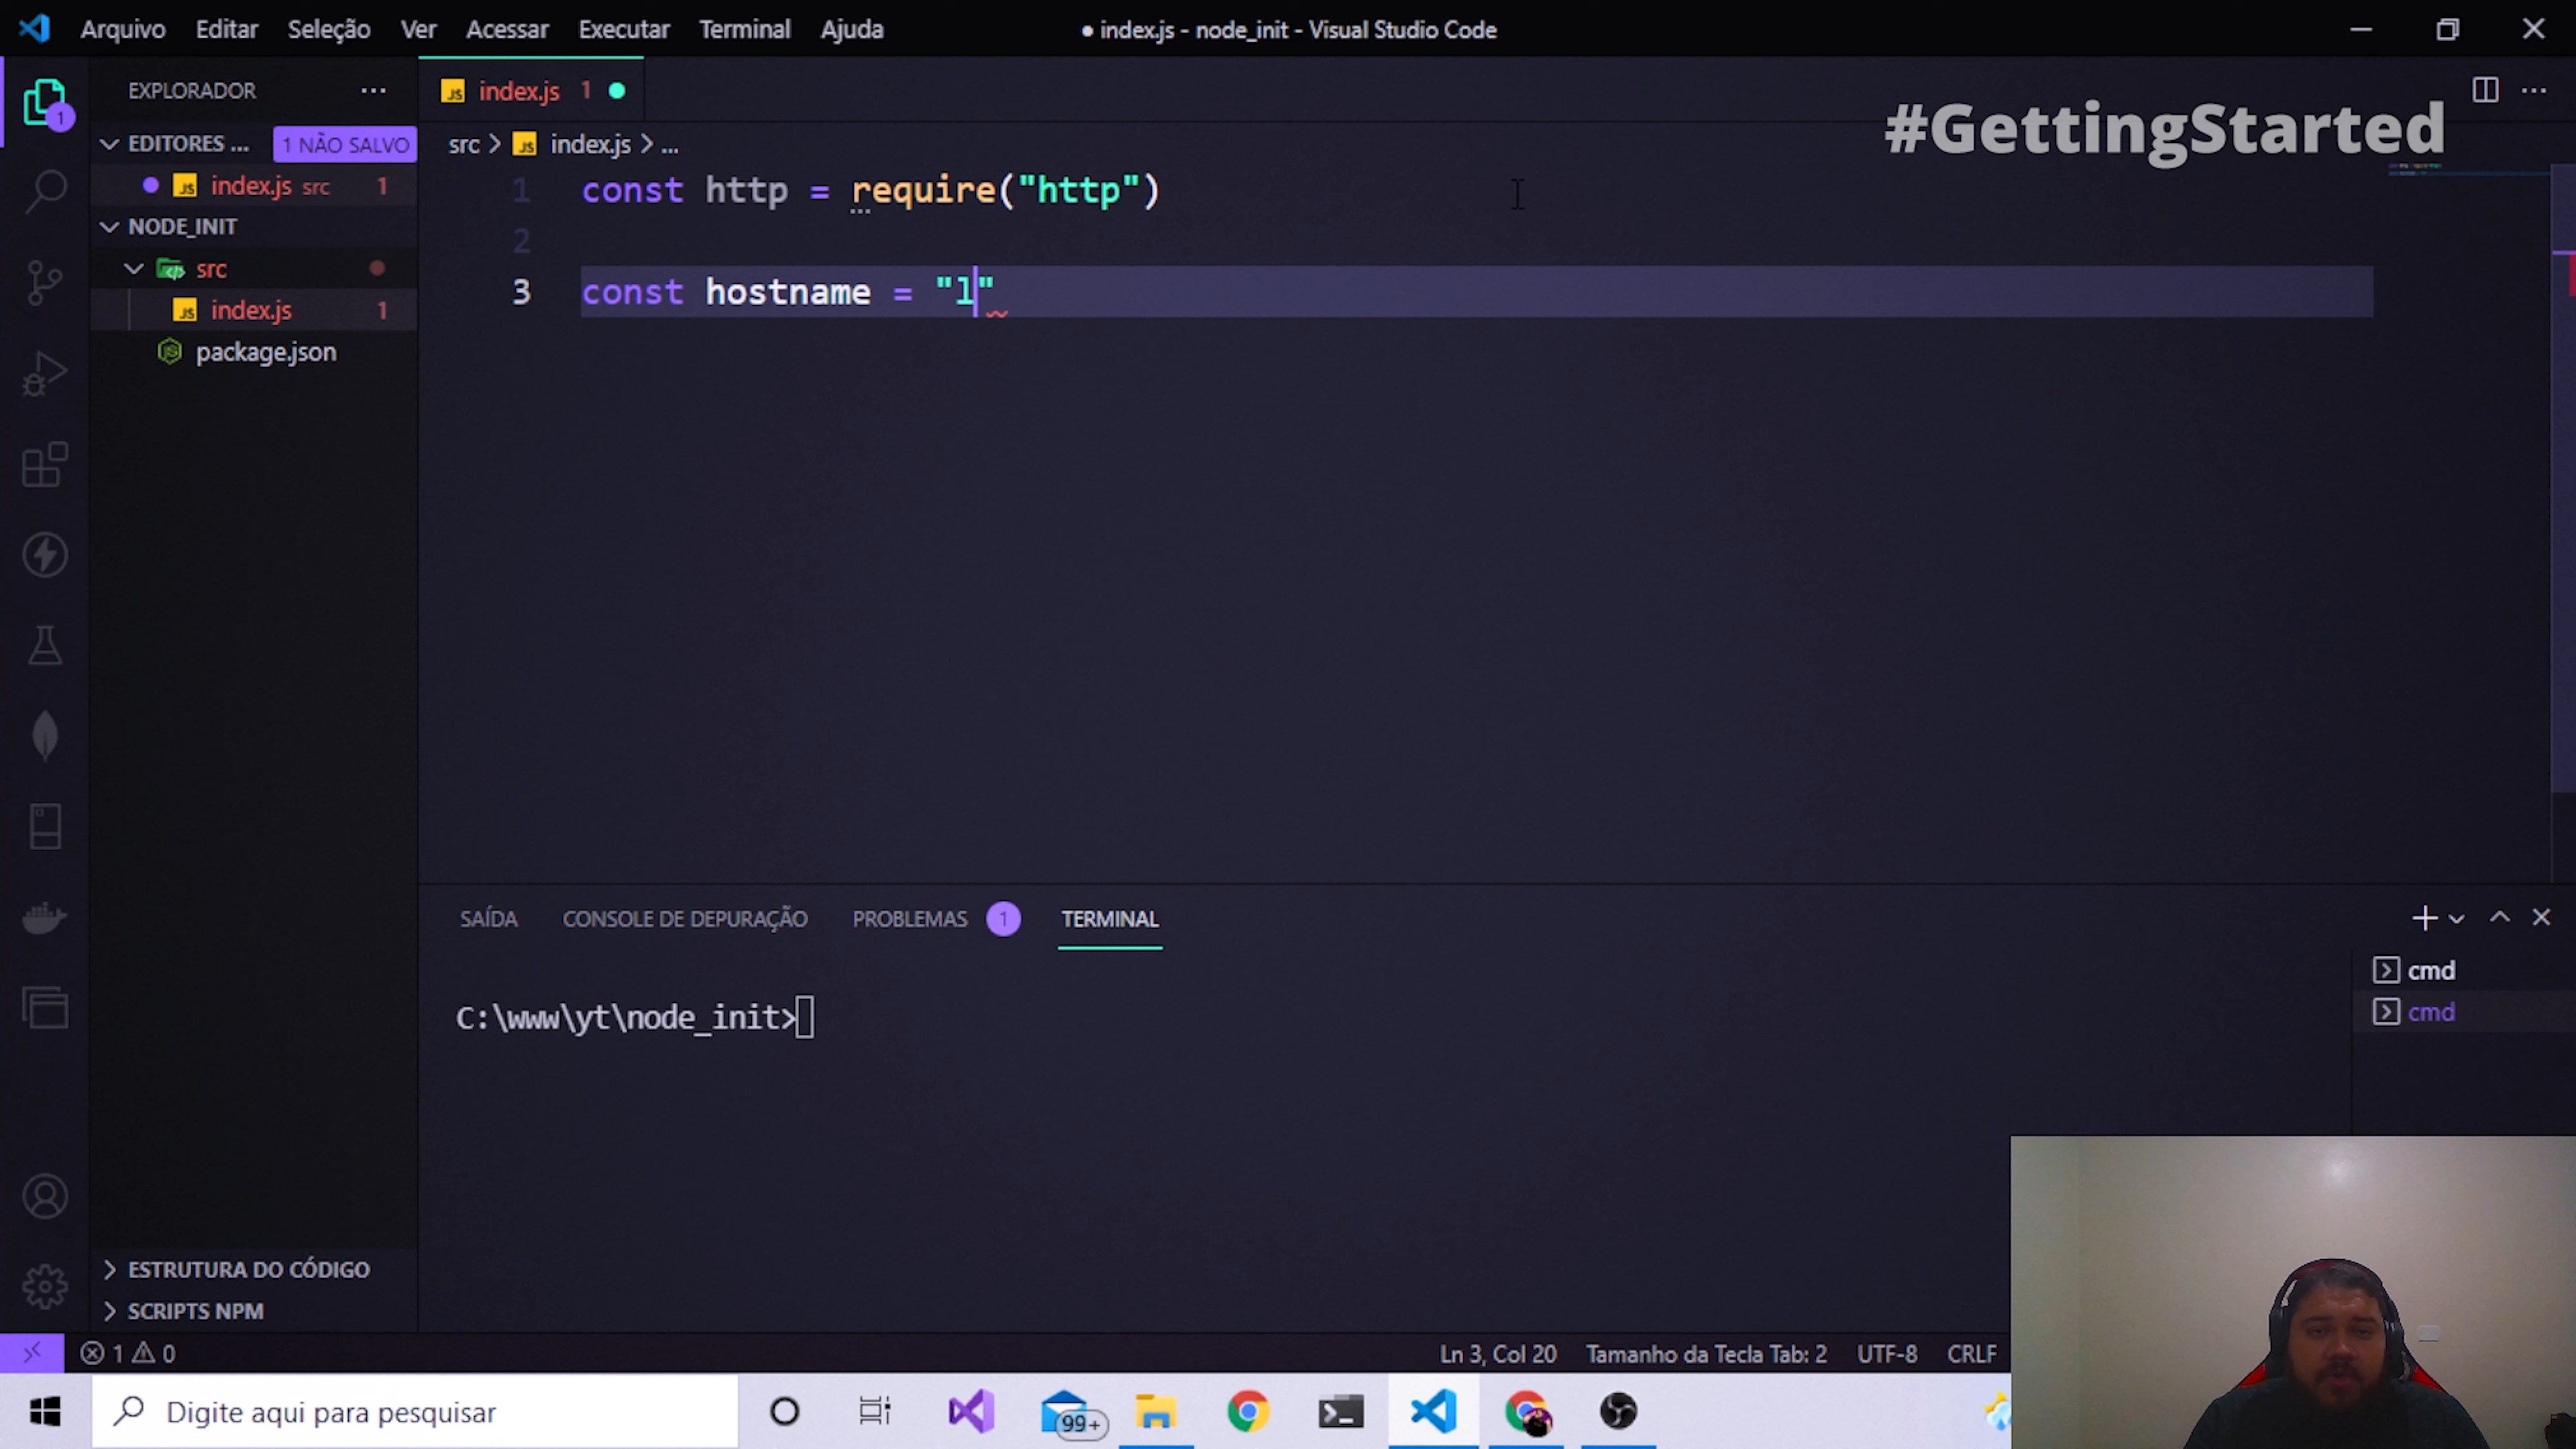 Arquivo Editar Seleção Ver Acessar Executar Terminal Ajuda
● index.js - node_init - Visual Studio Code
EXPLORADOR ...
index.js 1
#GettingStarted
1
EDITORES ... 1 NÃO SALVO
src > index.js > ...
index.js src 1
NODE_INIT
src
index.js 1
package.json
1 const http = require("http")
2
3 const hostname = "l"
SAÍDA CONSOLE DE DEPURAÇÃO PROBLEMAS 1 TERMINAL
cmd
cmd
C:\www\yt\node_init>
ESTRUTURA DO CÓDIGO
SCRIPTS NPM
1 0
Ln 3, Col 20 Tamanho da Tecla Tab: 2 UTF-8 CRLF
Digite aqui para pesquisar
99+